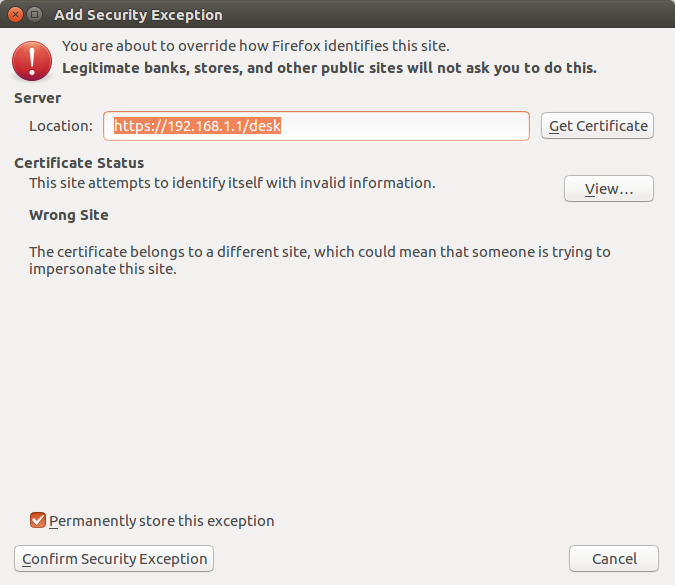 Add Security Exception
You are about to override how Firefox identifies this site.
Legitimate banks, stores, and other public sites will not ask you to do this.
Server
Location: https://192.168.1.1/desk Get Certificate
Certificate Status
This site attempts to identify itself with invalid information.
View...
Wrong Site
The certificate belongs to a different site, which could mean that someone is trying to
impersonate this site.
Permanently store this exception
Confirm Security Exception Cancel